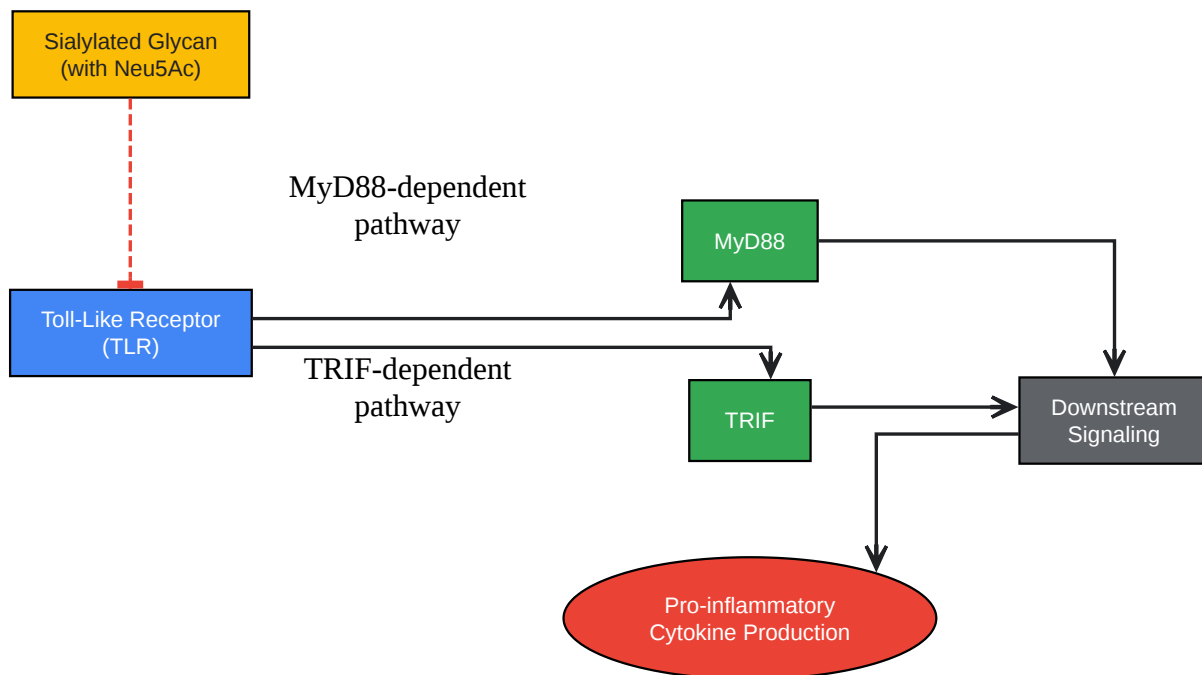 Sialylated Glycan
(with Neu5Ac)
MyD88-dependent
pathway
MyD88
Toll-Like Receptor
(TLR)
TRIF-dependent
pathway
TRIF
Downstream
Signaling
Pro-inflammatory
Cytokine Production